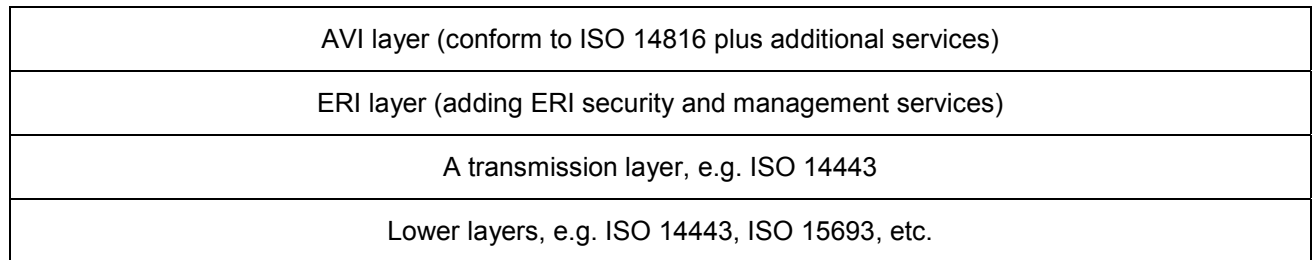 AVI layer (conform to ISO 14816 plus additional services)
ERI layer (adding ERI security and management services)
A transmission layer, e.g. ISO 14443
Lower layers, e.g. ISO 14443, ISO 15693, etc.